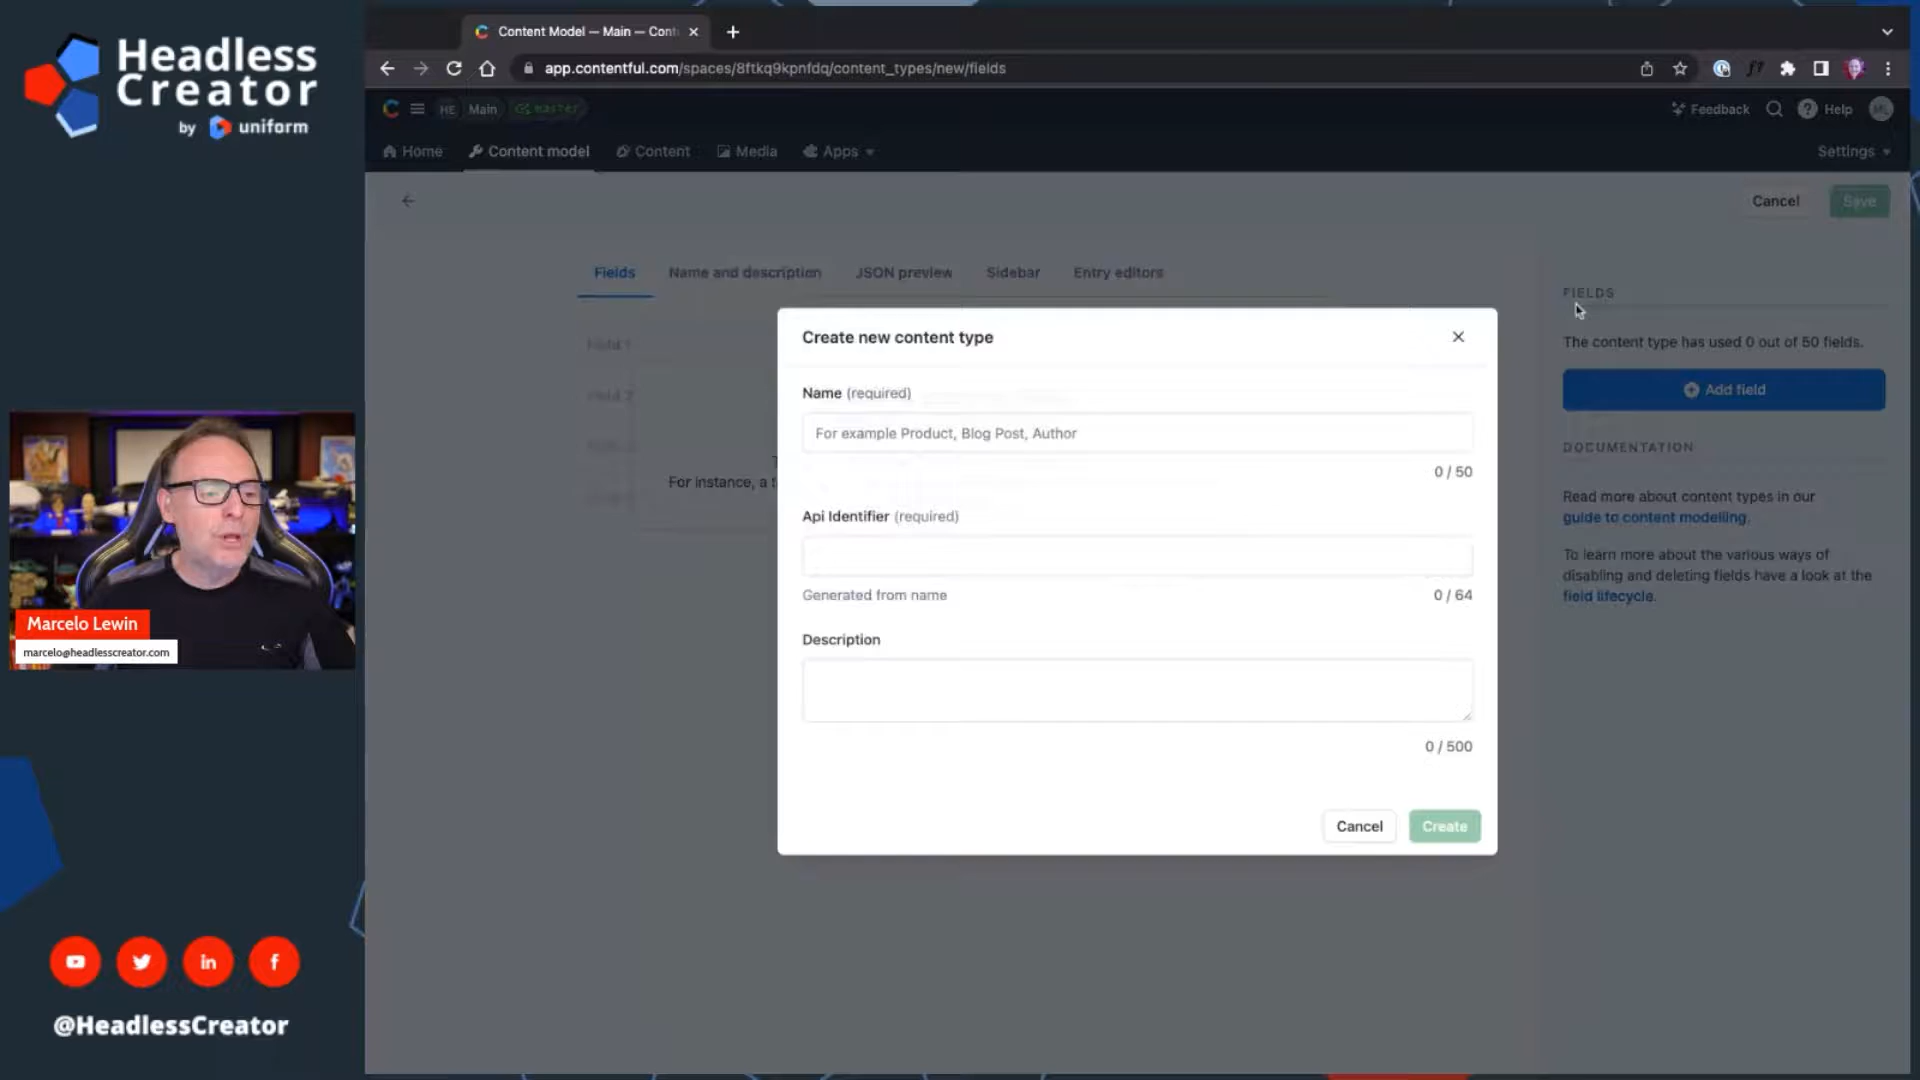 Headless
Creator
by uniform
Content Model — Main — Cont
app.contentful.com/spaces/8ftkq9kpnfdq/content_types/new/fields
HE Main master
Feedback
Help
ML
Home
Content model
Content
Media
Apps
Settings
Cancel
Save
Fields
Name and description
JSON preview
Sidebar
Entry editors
FIELDS
The content type has used 0 out of 50 fields.
Add field
DOCUMENTATION
Read more about content types in our
guide to content modelling.
To learn more about the various ways of
disabling and deleting fields have a look at the
field lifecycle.
Field 1
Field 2
For instance, a
Create new content type
Name (required)
For example Product, Blog Post, Author
0 / 50
Api Identifier (required)
Generated from name
0 / 64
Description
0 / 500
Cancel
Create
Marcelo Lewin
marcelo@headlesscreator.com
in
f
@HeadlessCreator